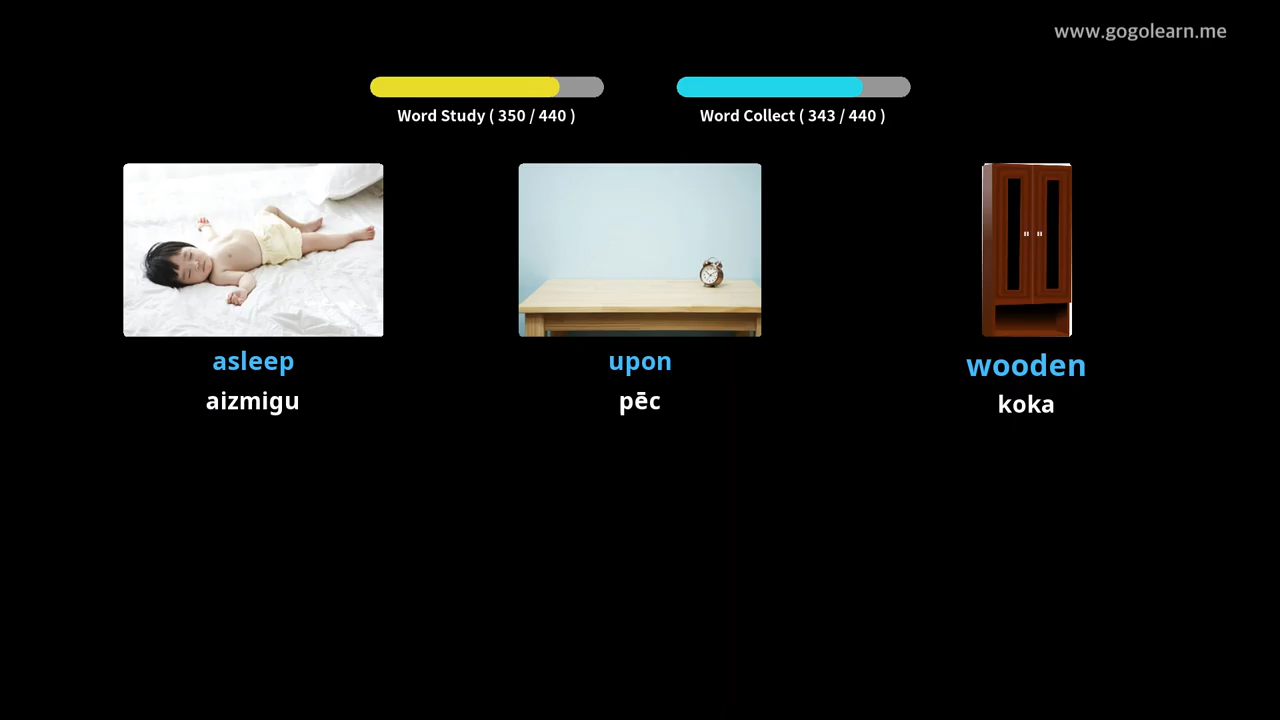 www.gogolearn.me
Word Study ( 350 / 440 )
Word Collect ( 343 / 440 )
asleep
aizmigu
upon
pēc
wooden
koka